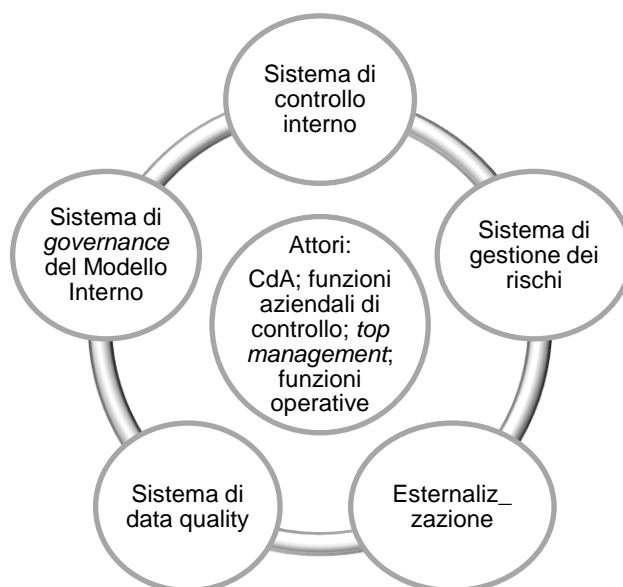 Sistema di
controllo
interno
Sistema di
governance
del Modello
Interno
Attori:
CdA; funzioni
aziendali di
controllo; top
management;
funzioni
operative
Sistema di
gestione dei
rischi
Sistema di
data quality
Esternaliz_
zazione